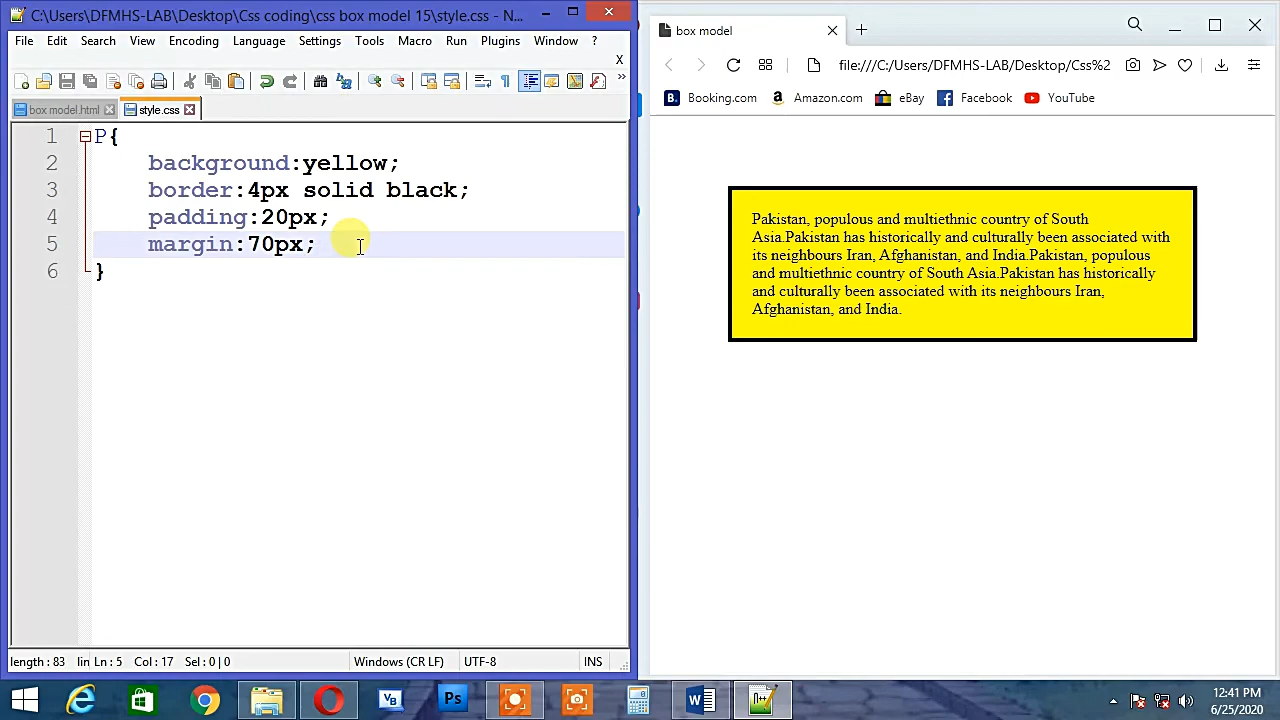 C:\Users\DFMHS-LAB\Desktop\Css coding\css box model 15\style.css - N...
File Edit Search View Encoding Language Settings Tools Macro Run Plugins Window ?
X
box model.html style.css
1 P{
2 background:yellow;
3 border:4px solid black;
4 padding:20px;
5 margin:70px;
6 }
length : 83 lin Ln : 5 Col : 17 Sel : 0 | 0 Windows (CR LF) UTF-8 INS
box model
file:///C:/Users/DFMHS-LAB/Desktop/Css%2
B. Booking.com a Amazon.com eBay Facebook YouTube
Pakistan, populous and multiethnic country of South
Asia.Pakistan has historically and culturally been associated with
its neighbours Iran, Afghanistan, and India.Pakistan, populous
and multiethnic country of South Asia.Pakistan has historically
and culturally been associated with its neighbours Iran,
Afghanistan, and India.
VB Ps W
12:41 PM
6/25/2020